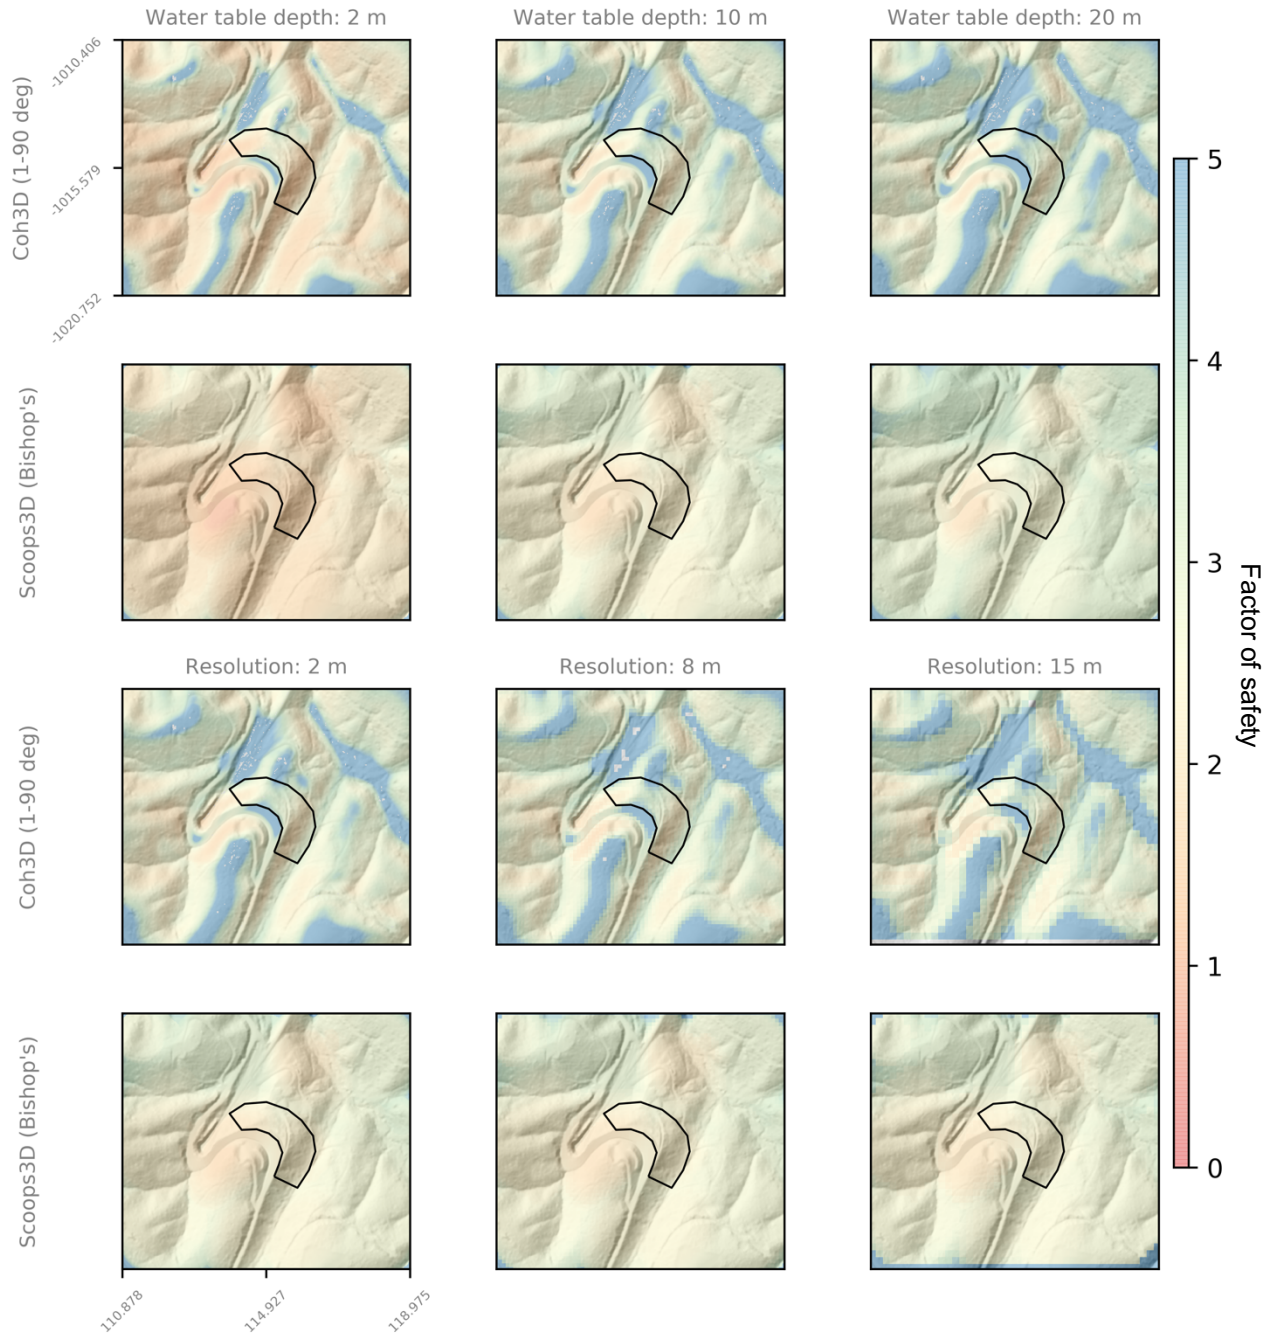 Water table depth: 2 m
Water table depth: 10 m
Water table depth: 20 m
Coh3D (1-90 deg)
-1010.406
-1015.579
-1020.752
Scoops3D (Bishop's)
Resolution: 2 m
Resolution: 8 m
Resolution: 15 m
Coh3D (1-90 deg)
Scoops3D (Bishop's)
110.878
114.927
118.975
5
4
3
2
1
0
Factor of safety